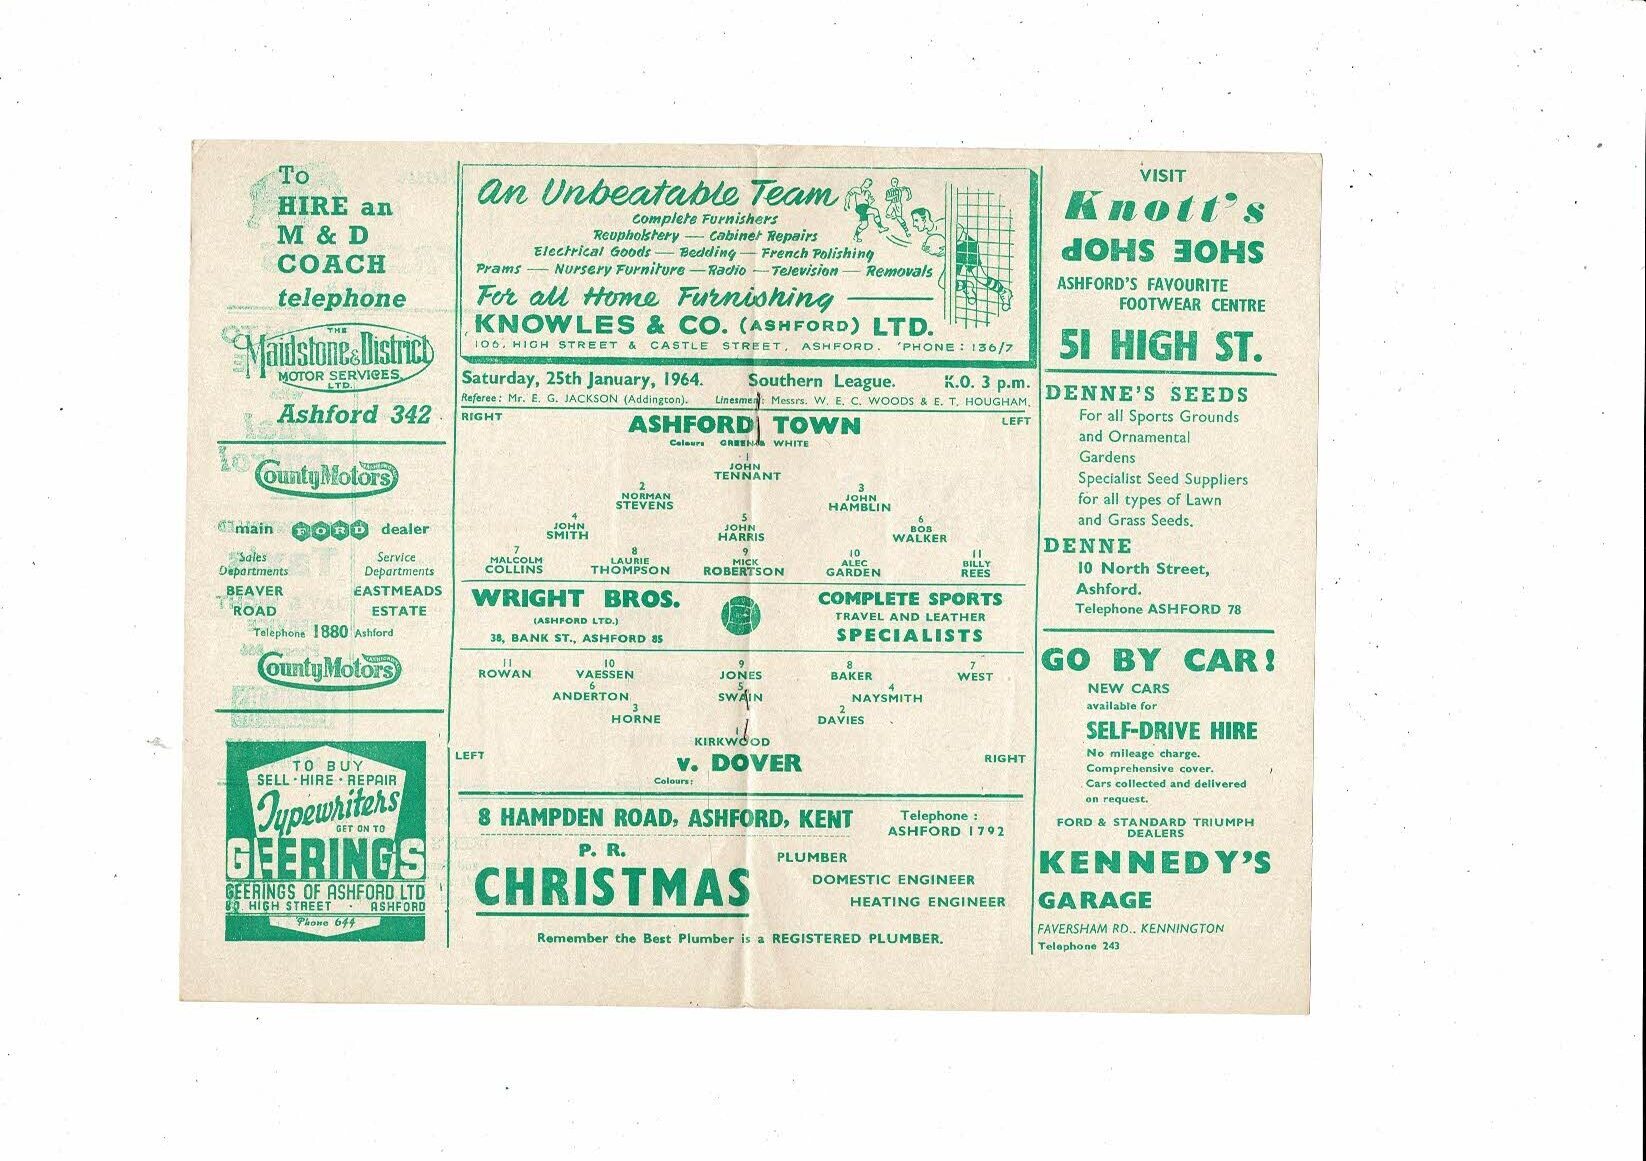 To
HIRE an
M & D
COACH
telephone
THE
Maidstone & District
MOTOR SERVICES
LTD.
Ashford 342
County Motors
main FORD dealer
Sales
Departments
Service
Departments
BEAVER
ROAD
EASTMEADS
ESTATE
Telephone 1880 Ashford
County Motors
TO BUY
SELL · HIRE · REPAIR
Typewriters
GET ON TO
GEERINGS
GEERINGS OF ASHFORD LTD
HIGH STREET · ASHFORD
Phone 644
An Unbeatable Team
Complete Furnishers
Reupholstery — Cabinet Repairs
Electrical Goods — Bedding — French Polishing
Prams — Nursery Furniture — Radio — Television — Removals
For all Home Furnishing
KNOWLES & CO. (ASHFORD) LTD.
106, HIGH STREET & CASTLE STREET, ASHFORD. 'PHONE: 136/7
Saturday, 25th January, 1964. Southern League. K.O. 3 p.m.
Referee: Mr. E. G. JACKSON (Addington). Linesmen: Messrs. W. E. C. WOODS & E. T. HOUGHAM.
RIGHT ASHFORD TOWN LEFT
Colours GREEN & WHITE
1
JOHN
TENNANT
2
NORMAN
STEVENS
3
JOHN
HAMBLIN
4
JOHN
SMITH
5
JOHN
HARRIS
6
BOB
WALKER
7
MALCOLM
COLLINS
8
LAURIE
THOMPSON
9
MICK
ROBERTSON
10
ALEC
GARDEN
11
BILLY
REES
WRIGHT BROS.
(ASHFORD LTD.)
38, BANK ST., ASHFORD 85
COMPLETE SPORTS
TRAVEL AND LEATHER
SPECIALISTS
11
ROWAN
10
VAESSEN
9
JONES
8
BAKER
7
WEST
6
ANDERTON
5
SWAIN
4
NAYSMITH
3
HORNE
2
DAVIES
1
KIRKWOOD
LEFT v. DOVER RIGHT
Colours:
8 HAMPDEN ROAD, ASHFORD, KENT
Telephone :
ASHFORD 1792
P. R.
CHRISTMAS
PLUMBER
DOMESTIC ENGINEER
HEATING ENGINEER
Remember the Best Plumber is a REGISTERED PLUMBER.
VISIT
Knott's
SHOE SHOP
ASHFORD'S FAVOURITE
FOOTWEAR CENTRE
51 HIGH ST.
DENNE'S SEEDS
For all Sports Grounds
and Ornamental
Gardens
Specialist Seed Suppliers
for all types of Lawn
and Grass Seeds.
DENNE
10 North Street,
Ashford.
Telephone ASHFORD 78
GO BY CAR!
NEW CARS
available for
SELF-DRIVE HIRE
No mileage charge.
Comprehensive cover.
Cars collected and delivered
on request.
FORD & STANDARD TRIUMPH
DEALERS
KENNEDY'S
GARAGE
FAVERSHAM RD., KENNINGTON
Telephone 243